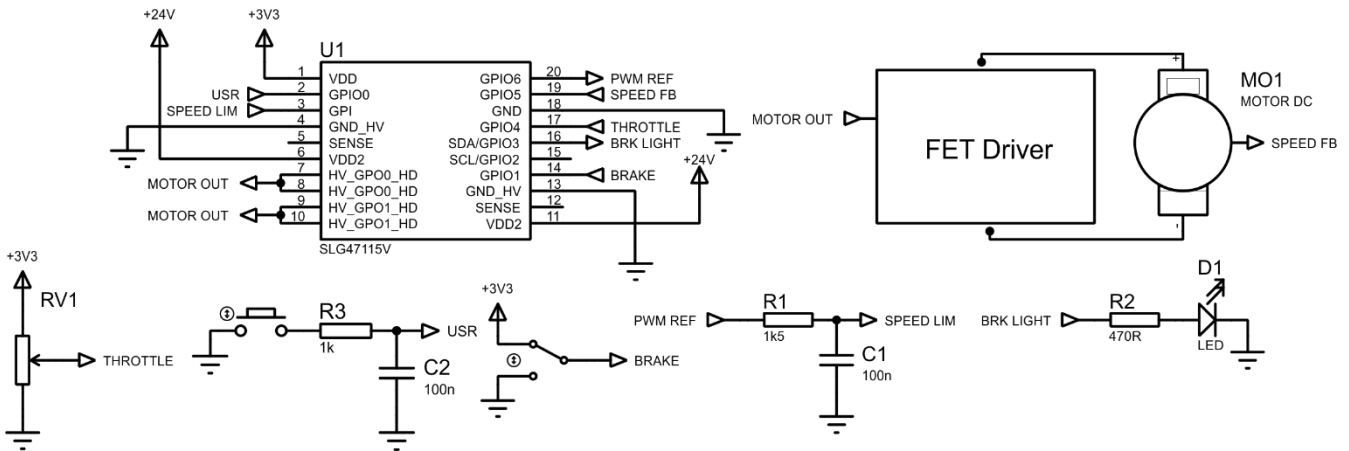 +24V
+3V3
U1
1 VDD
USR 2 GPIO0
SPEED LIM 3 GPI
4 GND_HV
5 SENSE
6 VDD2
7 HV_GPO0_HD
MOTOR OUT
8 HV_GPO0_HD
9 HV_GPO1_HD
MOTOR OUT
10 HV_GPO1_HD
SLG47115V
GPIO6 20 PWM REF
GPIO5 19 SPEED FB
GND 18
GPIO4 17 THROTTLE
SDA/GPIO3 16 BRK LIGHT
SCL/GPIO2 15
+24V
GPIO1 14 BRAKE
GND_HV 13
SENSE 12
VDD2 11
MOTOR OUT
FET Driver
+
-
MO1
MOTOR DC
SPEED FB
+3V3
RV1
THROTTLE
R3
1k
USR
C2
100n
+3V3
BRAKE
PWM REF
R1
1k5
SPEED LIM
C1
100n
BRK LIGHT
R2
470R
D1
LED